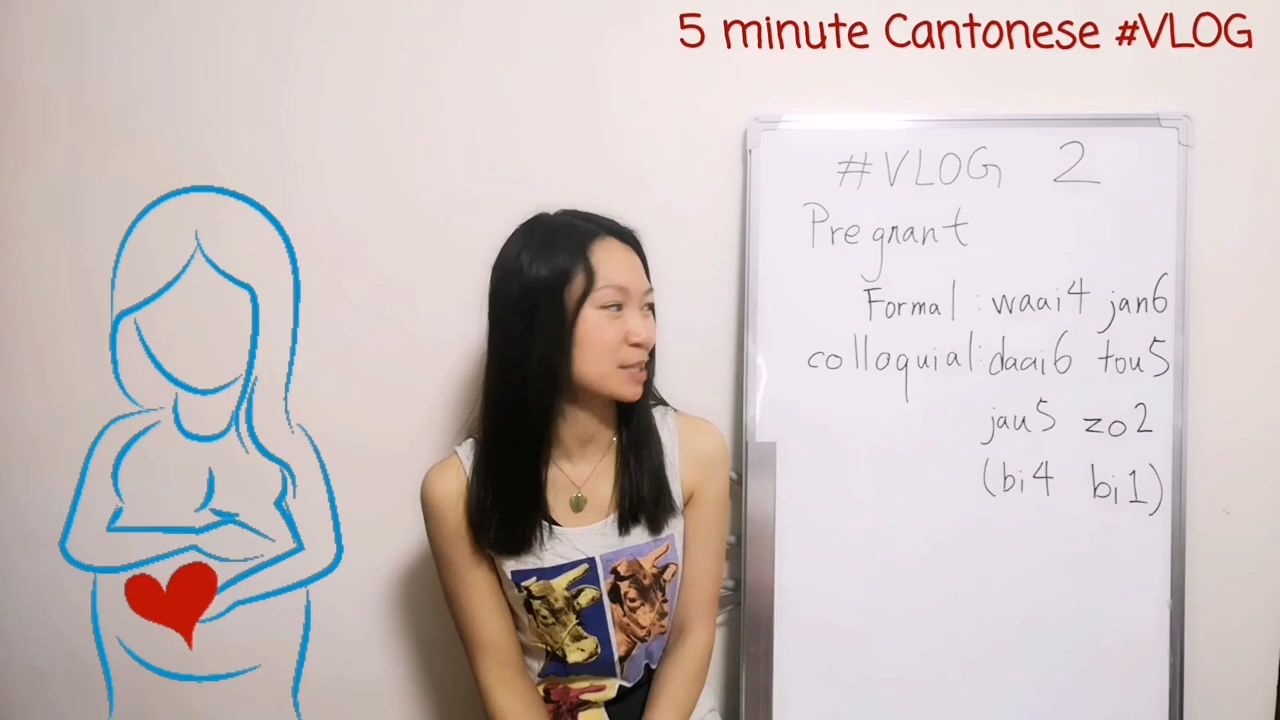 5 minute Cantonese #VLOG
#VLOG 2
Pregnant
Formal : waai4 jan6
colloquial: daai6 tou5
jau5 zo2
(bi4 bi1)